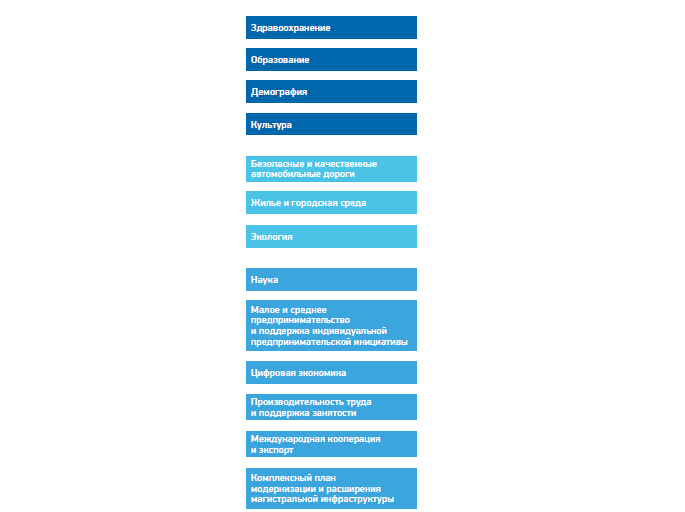 Здравоохранение
Образование
Демография
Культура
Безопасные и качественные
автомобильные дороги
Жилье и городская среда
Экология
Наука
Малое и среднее
предпринимательство
и поддержка индивидуальной
предпринимательской инициативы
Цифровая экономика
Производительность труда
и поддержка занятости
Международная кооперация
и экспорт
Комплексный план
модернизации и расширения
магистральной инфраструктуры